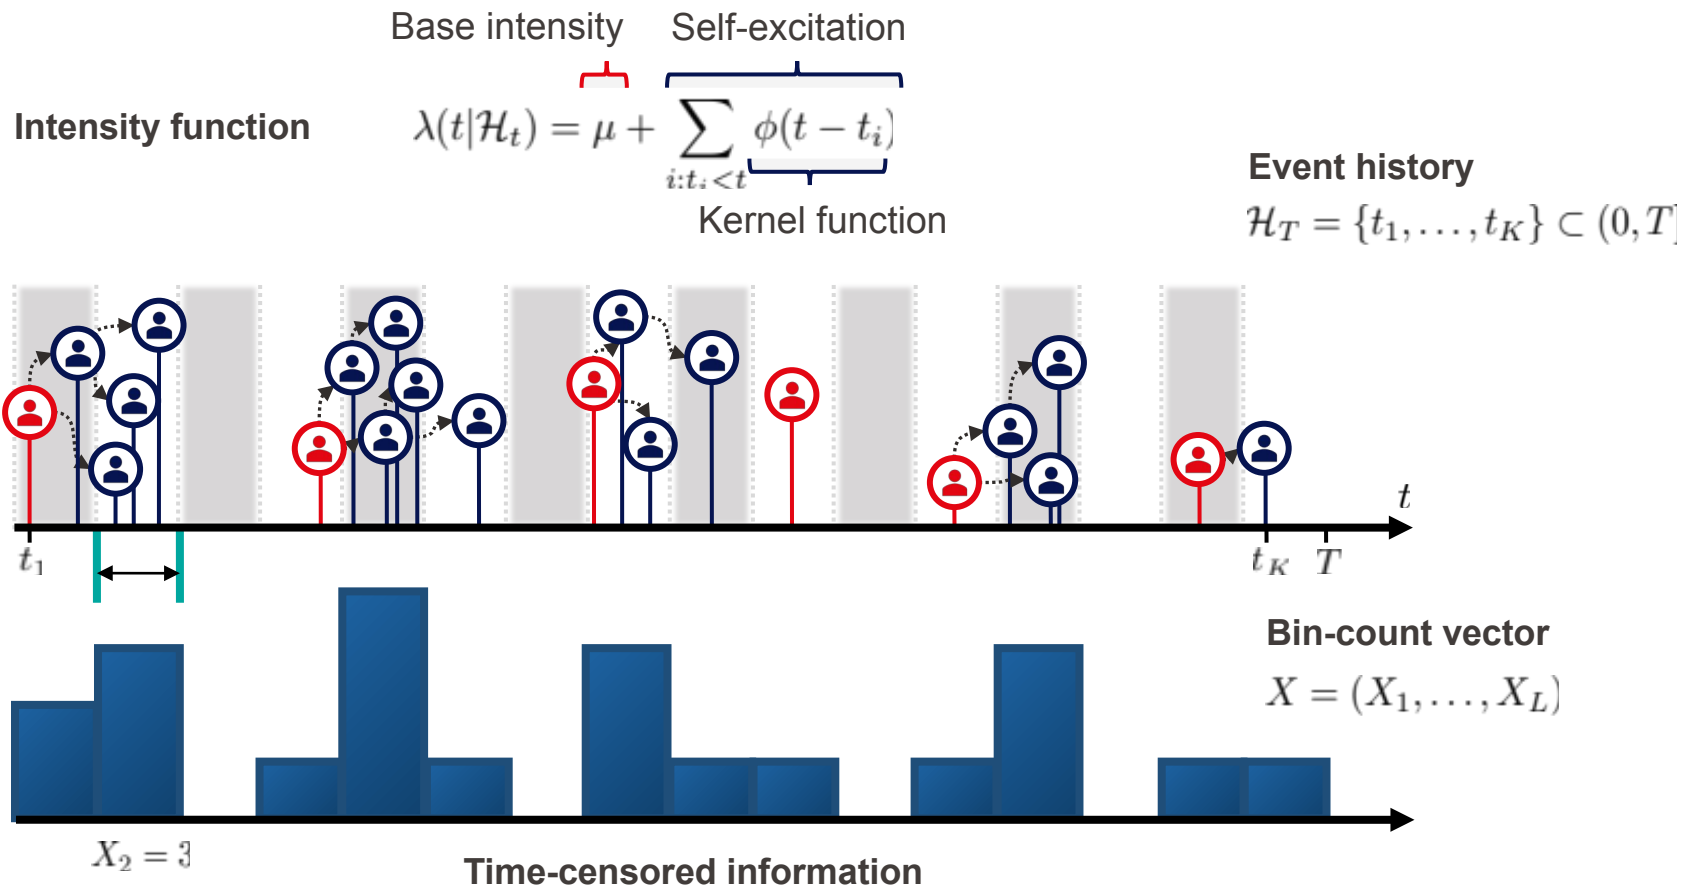 Base intensity Self-excitation
Intensity function λ(t|ℋ_t) = μ + ∑_{i:t_i<t} ϕ(t − t_i)
Kernel function
Event history
ℋ_T = {t_1, . . . , t_K} ⊂ (0, T]
t
t_1 t_K T
Bin-count vector
X = (X_1, . . . , X_L)
X_2 = 3
Time-censored information